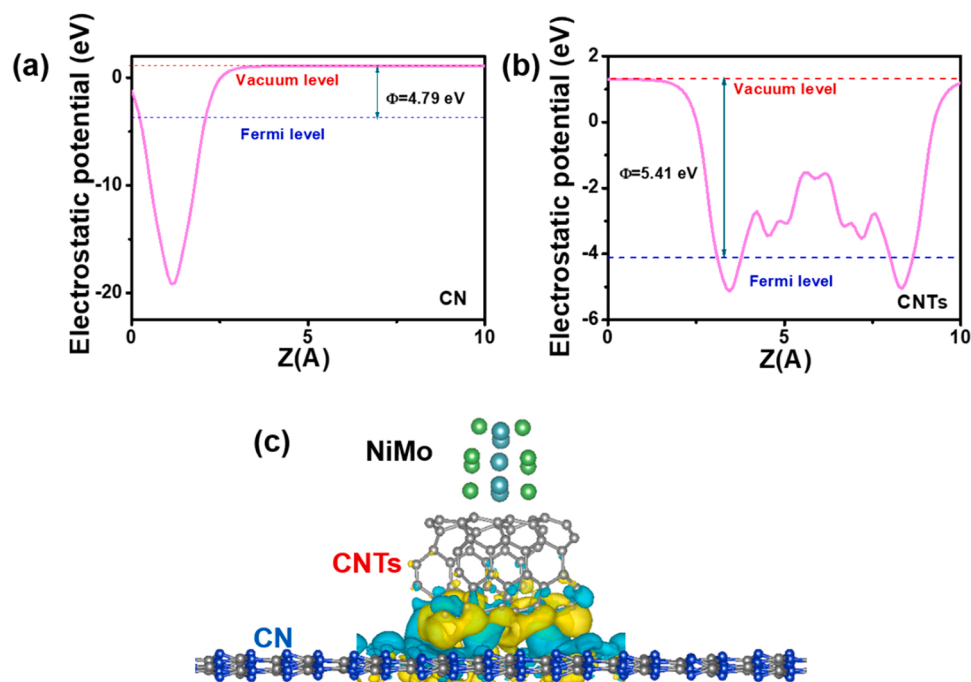 (a)
Electrostatic potential (eV)
0
-10
-20
Vacuum level
Φ=4.79 eV
Fermi level
CN
0
5
10
Z(A)
(b)
Electrostatic potential (eV)
2
0
-2
-4
-6
Vacuum level
Φ=5.41 eV
Fermi level
CNTs
0
5
10
Z(A)
(c)
NiMo
CNTs
CN